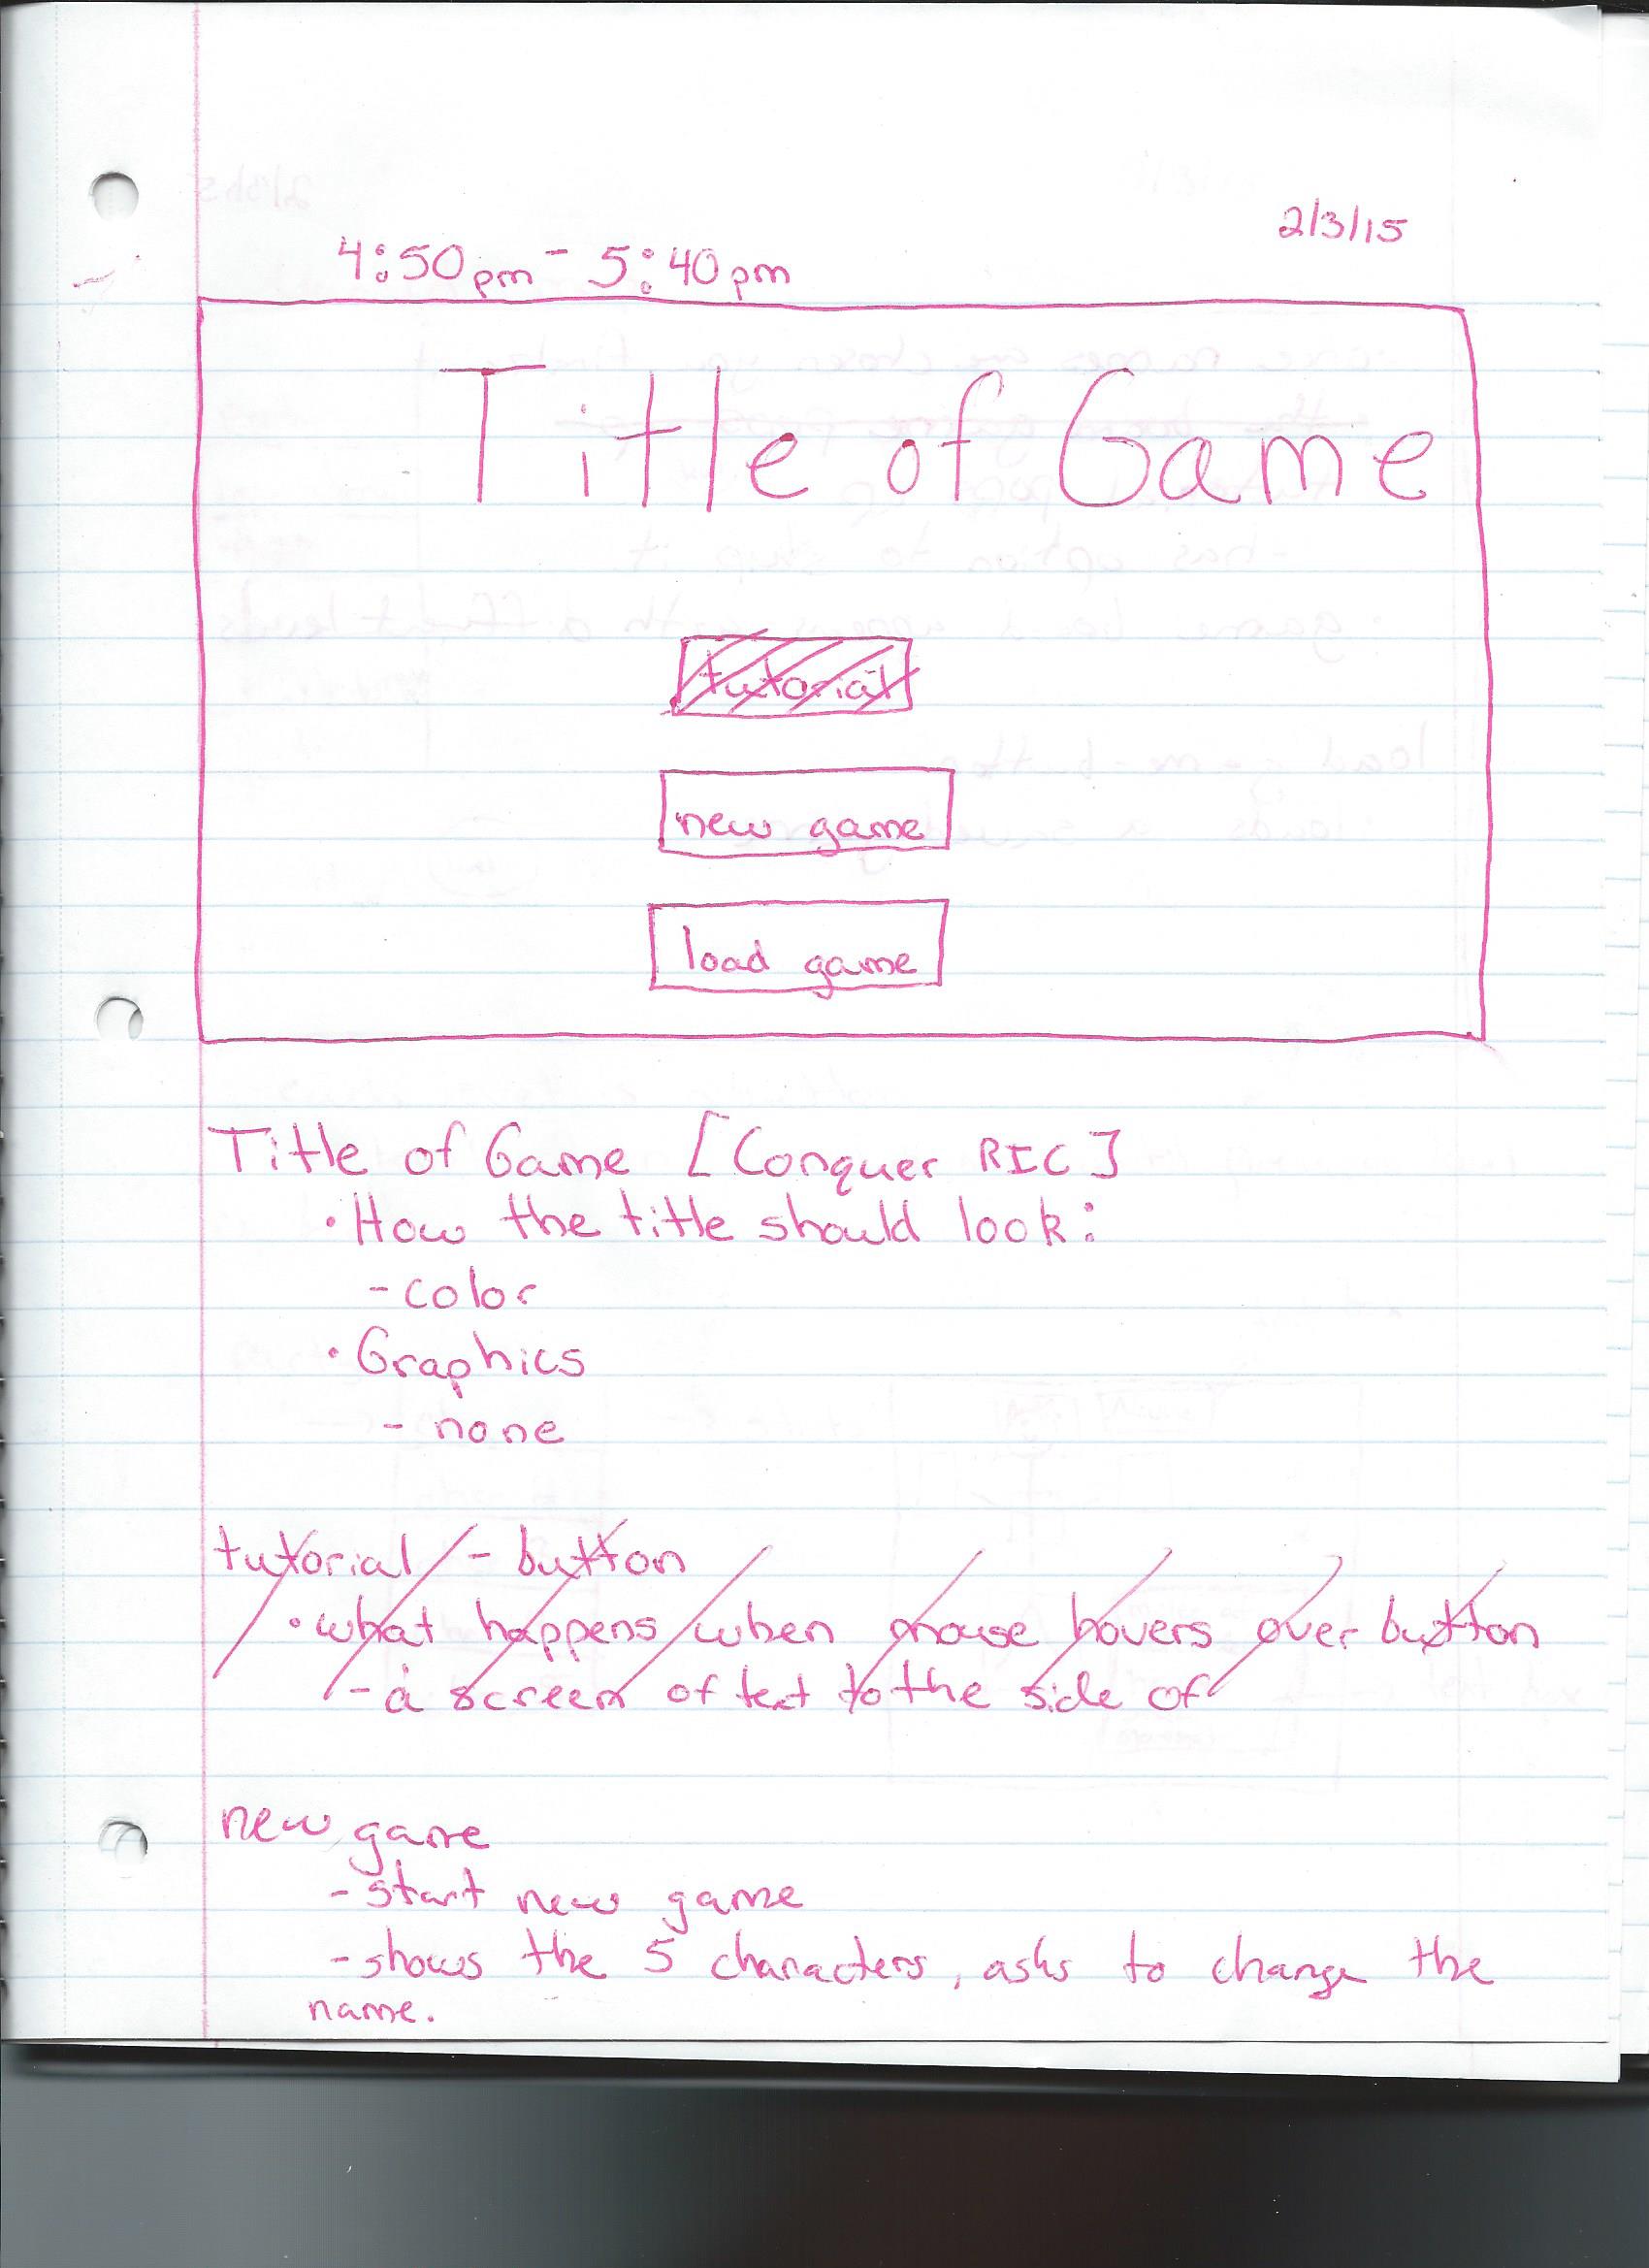 2/3/15
4:50pm - 5:40pm
Title of Game
tutorial
new game
load game
Title of Game [Conquer RIC]
• How the title should look:
- color
• Graphics
- none
tutorial - button
• what happens when mouse hovers over button
- a screen of text to the side of
new game
- start new game
- shows the 5 characters, asks to change the
name.